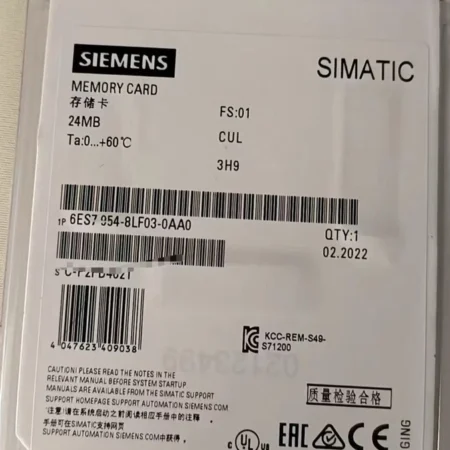 SIEMENS
SIMATIC
MEMORY CARD
存储卡
24MB
Ta:0...+60℃
FS:01
CUL
3H9
1P 6ES7 954-8LF03-0AA0
QTY:1
02.2022
KCC-REM-S49-
S71200
4 047623 409038
CAUTION! PLEASE READ THE NOTES IN THE
RELEVANT MANUAL BEFORE SYSTEM STARTUP
MANUALS ARE AVAILABLE FROM THE SIMATIC SUPPORT
SUPPORT HOMEPAGE SUPPORT AUTOMATION SIEMENS COM
注意!请在系统启动之前阅读相应手册中的注释
手册可在SIMATIC支持网页
SUPPORT AUTOMATION SIEMENS COM中获得。
质量检验合格
c UL us
EAC